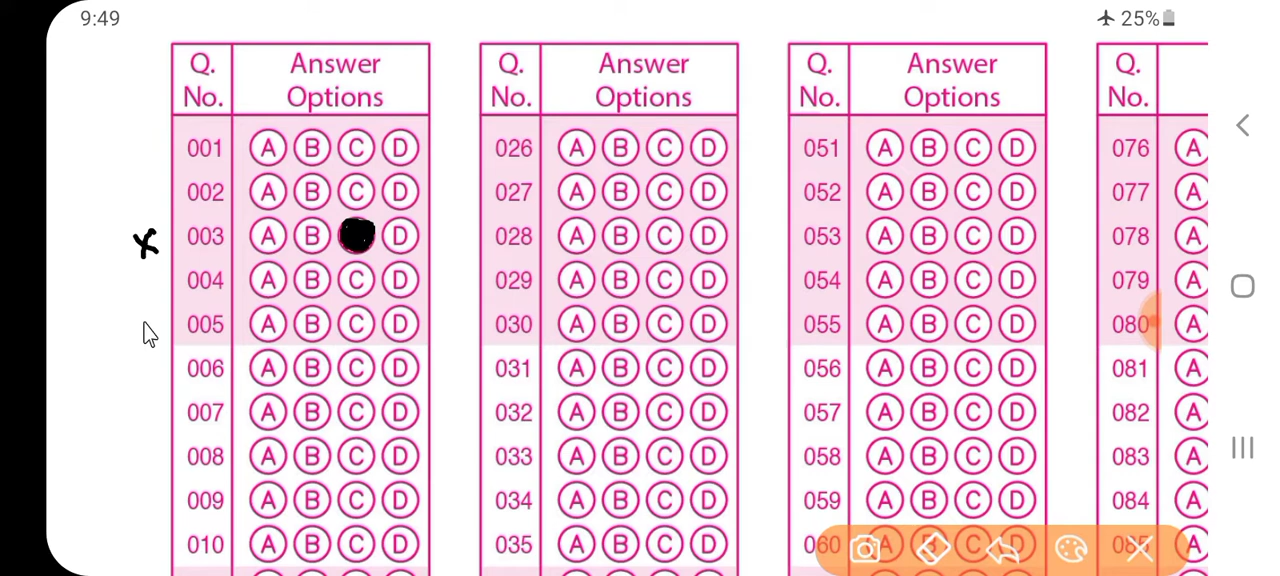 9:49 25%
Q. No. Answer Options Q. No. Answer Options Q. No. Answer Options Q. No.
001 A B C D 026 A B C D 051 A B C D 076 A
002 A B C D 027 A B C D 052 A B C D 077 A
x 003 A B D 028 A B C D 053 A B C D 078 A
004 A B C D 029 A B C D 054 A B C D 079 A
005 A B C D 030 A B C D 055 A B C D 080 A
006 A B C D 031 A B C D 056 A B C D 081 A
007 A B C D 032 A B C D 057 A B C D 082 A
008 A B C D 033 A B C D 058 A B C D 083 A
009 A B C D 034 A B C D 059 A B C D 084 A
010 A B C D 035 A B C D 060 A B C D 085 A